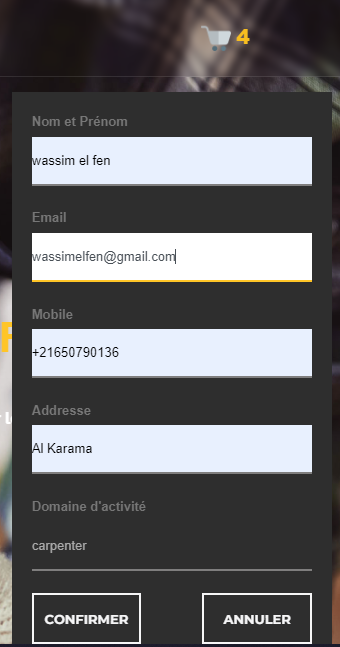 4
Nom et Prénom
wassim el fen
Email
wassimelfen@gmail.com
Mobile
+21650790136
Addresse
Al Karama
Domaine d'activité
carpenter
CONFIRMER ANNULER